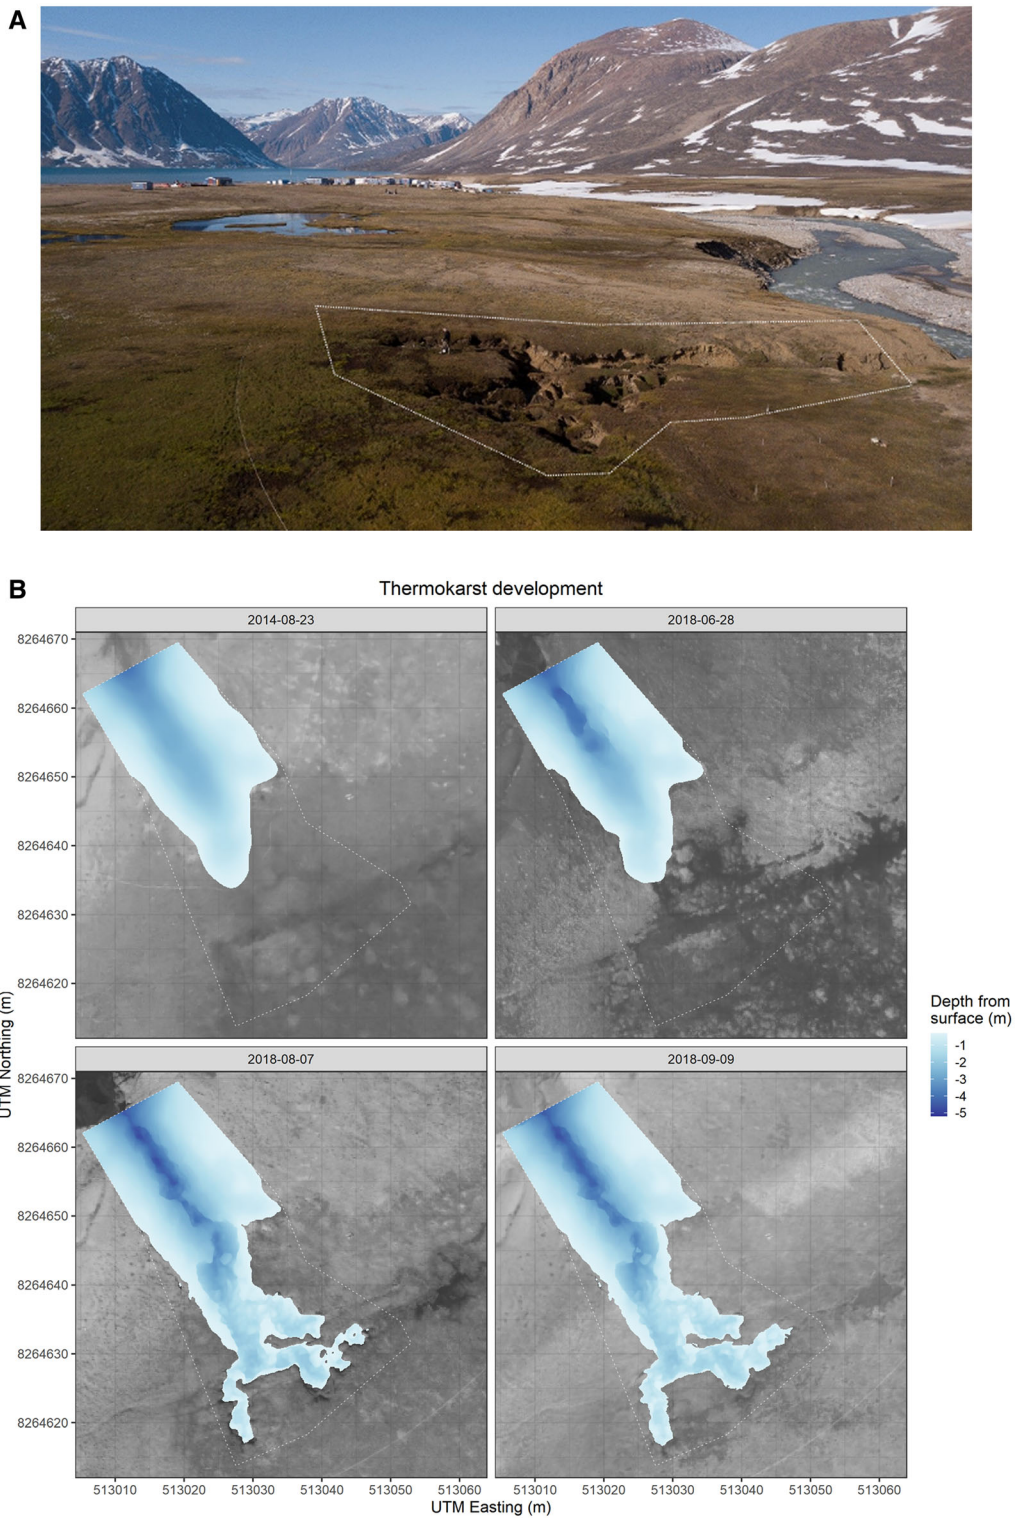 A
B
Thermokarst development
2014-08-23
2018-06-28
8264670
8264660
8264650
8264640
8264630
8264620
2018-08-07
2018-09-09
8264670
8264660
8264650
8264640
8264630
8264620
UTM Northing (m)
Depth from
surface (m)
-1
-2
-3
-4
-5
513010 513020 513030 513040 513050 513060 513010 513020 513030 513040 513050 513060
UTM Easting (m)